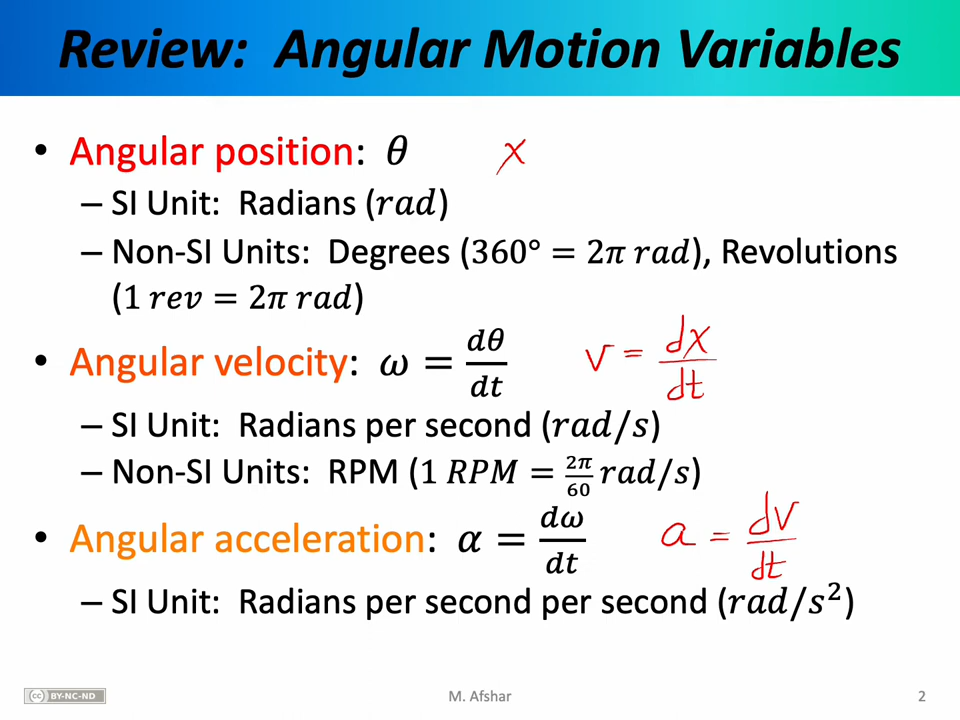 Review: Angular Motion Variables
• Angular position: θ x
– SI Unit: Radians (rad)
– Non-SI Units: Degrees (360° = 2π rad), Revolutions
(1 rev = 2π rad)
• Angular velocity: ω = dθ/dt v = dx/dt
– SI Unit: Radians per second (rad/s)
– Non-SI Units: RPM (1 RPM = 2π/60 rad/s)
• Angular acceleration: α = dω/dt a = dv/dt
– SI Unit: Radians per second per second (rad/s²)
cc BY-NC-ND M. Afshar 2